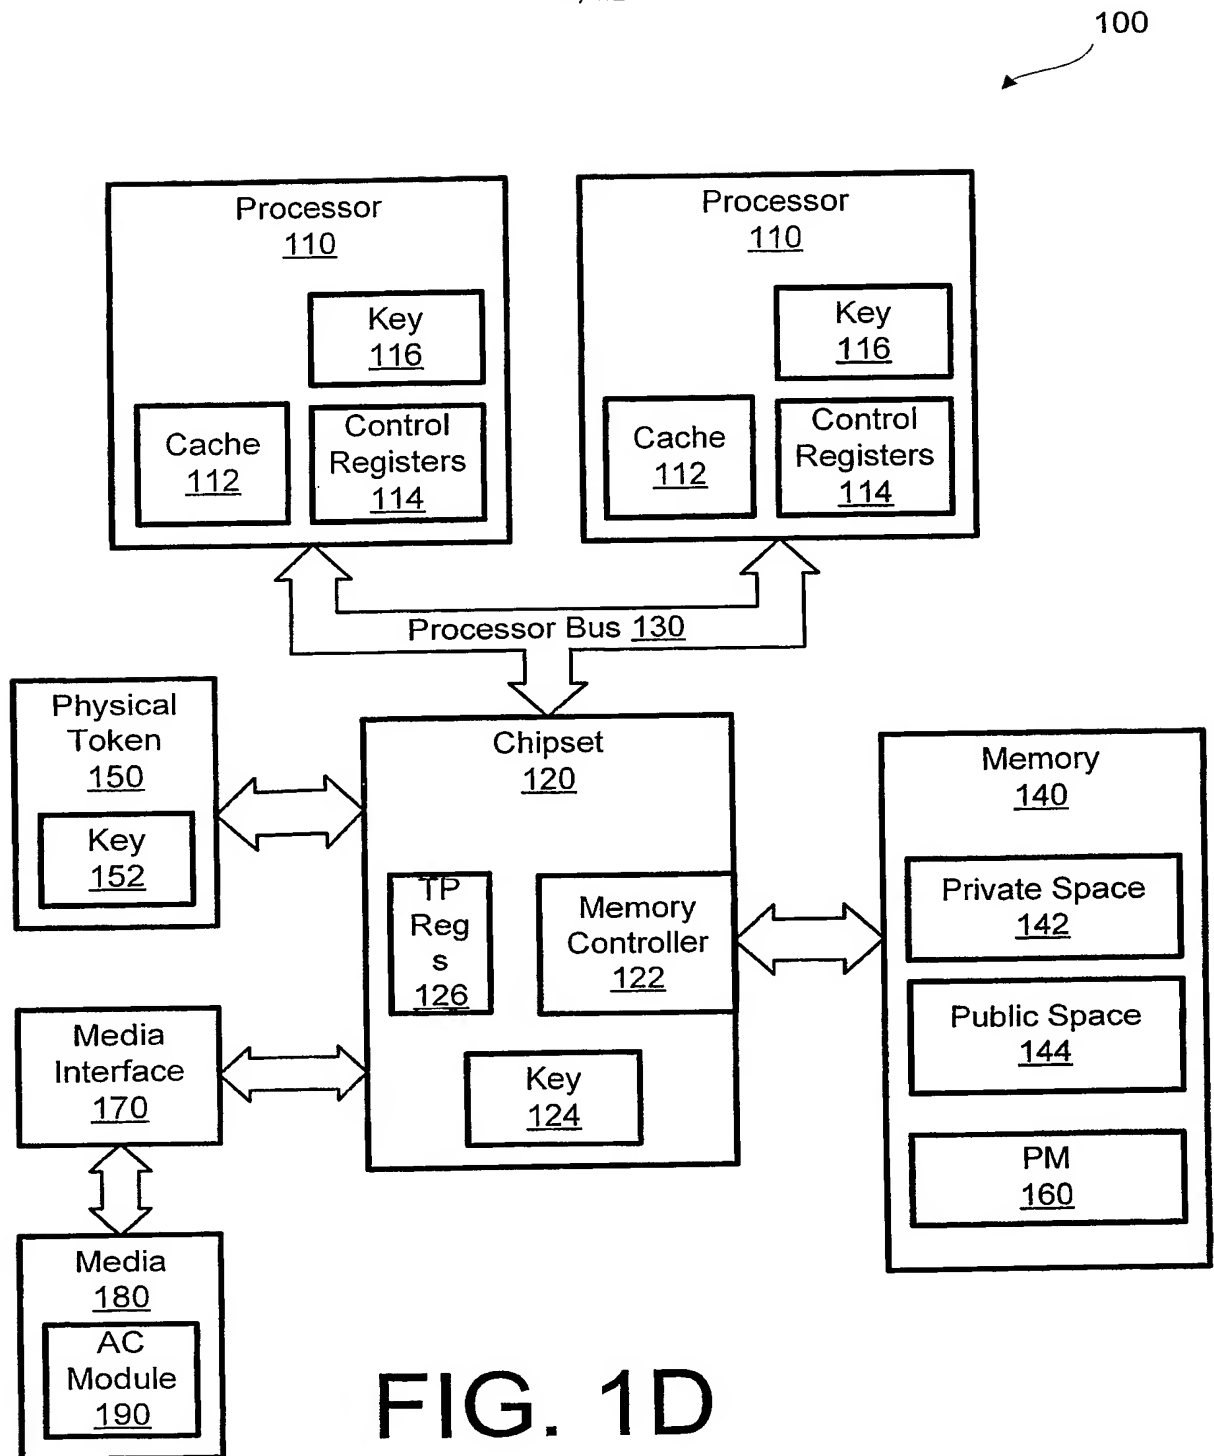 100
Processor
110
Key
116
Cache
112
Control
Registers
114
Processor
110
Key
116
Cache
112
Control
Registers
114
Processor Bus 130
Physical
Token
150
Key
152
Chipset
120
TP
Reg
s
126
Memory
Controller
122
Key
124
Memory
140
Private Space
142
Public Space
144
PM
160
Media
Interface
170
Media
180
AC
Module
190
FIG. 1D